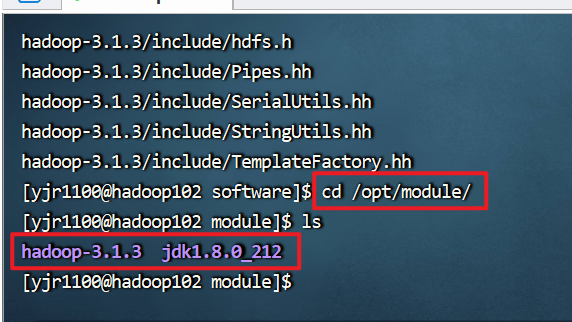 hadoop-3.1.3/include/hdfs.h
hadoop-3.1.3/include/Pipes.hh
hadoop-3.1.3/include/SerialUtils.hh
hadoop-3.1.3/include/StringUtils.hh
hadoop-3.1.3/include/TemplateFactory.hh
[yjr1100@hadoop102 software]$ cd /opt/module/
[yjr1100@hadoop102 module]$ ls
hadoop-3.1.3  jdk1.8.0_212
[yjr1100@hadoop102 module]$